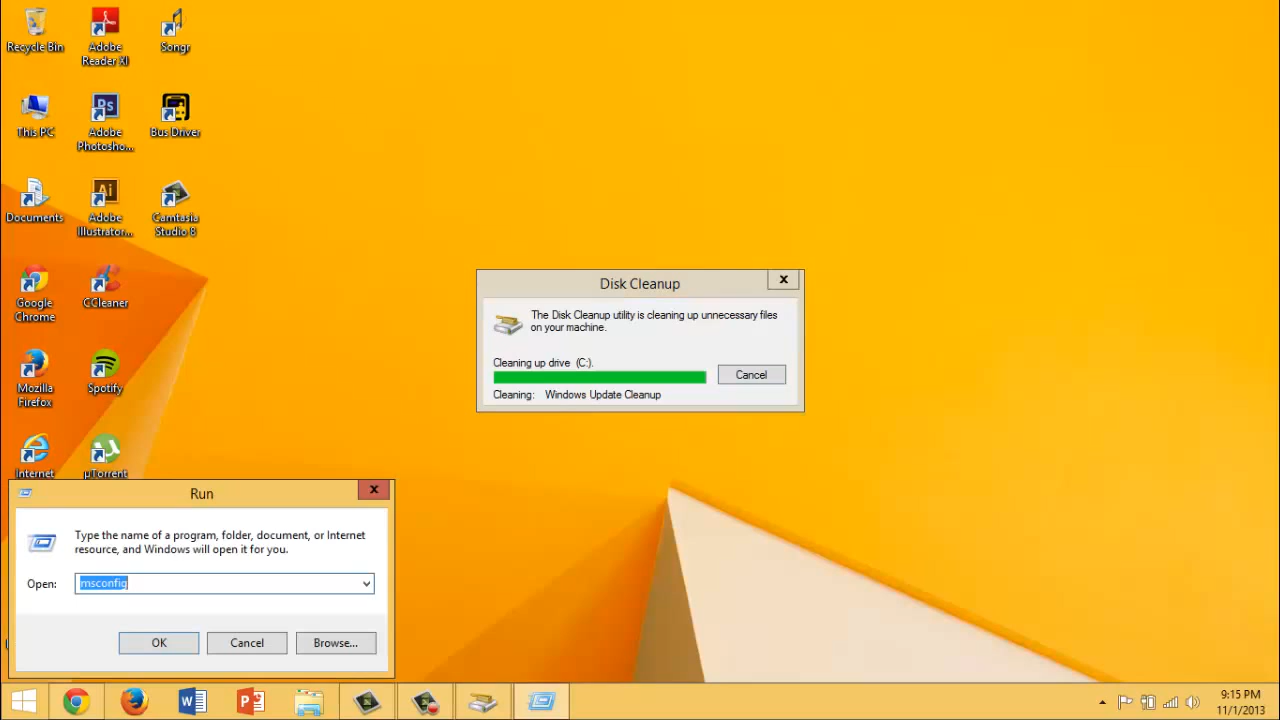 Recycle Bin
Adobe
Reader XI
Songr
This PC
Adobe
Photosho...
Bus Driver
Documents
Adobe
Illustrator...
Camtasia
Studio 8
Google
Chrome
CCleaner
Mozilla
Firefox
Spotify
Internet
µTorrent
Disk Cleanup
The Disk Cleanup utility is cleaning up unnecessary files
on your machine.
Cleaning up drive (C:).
Cancel
Cleaning: Windows Update Cleanup
Run
Type the name of a program, folder, document, or Internet
resource, and Windows will open it for you.
Open: msconfig
OK Cancel Browse...
9:15 PM
11/1/2013